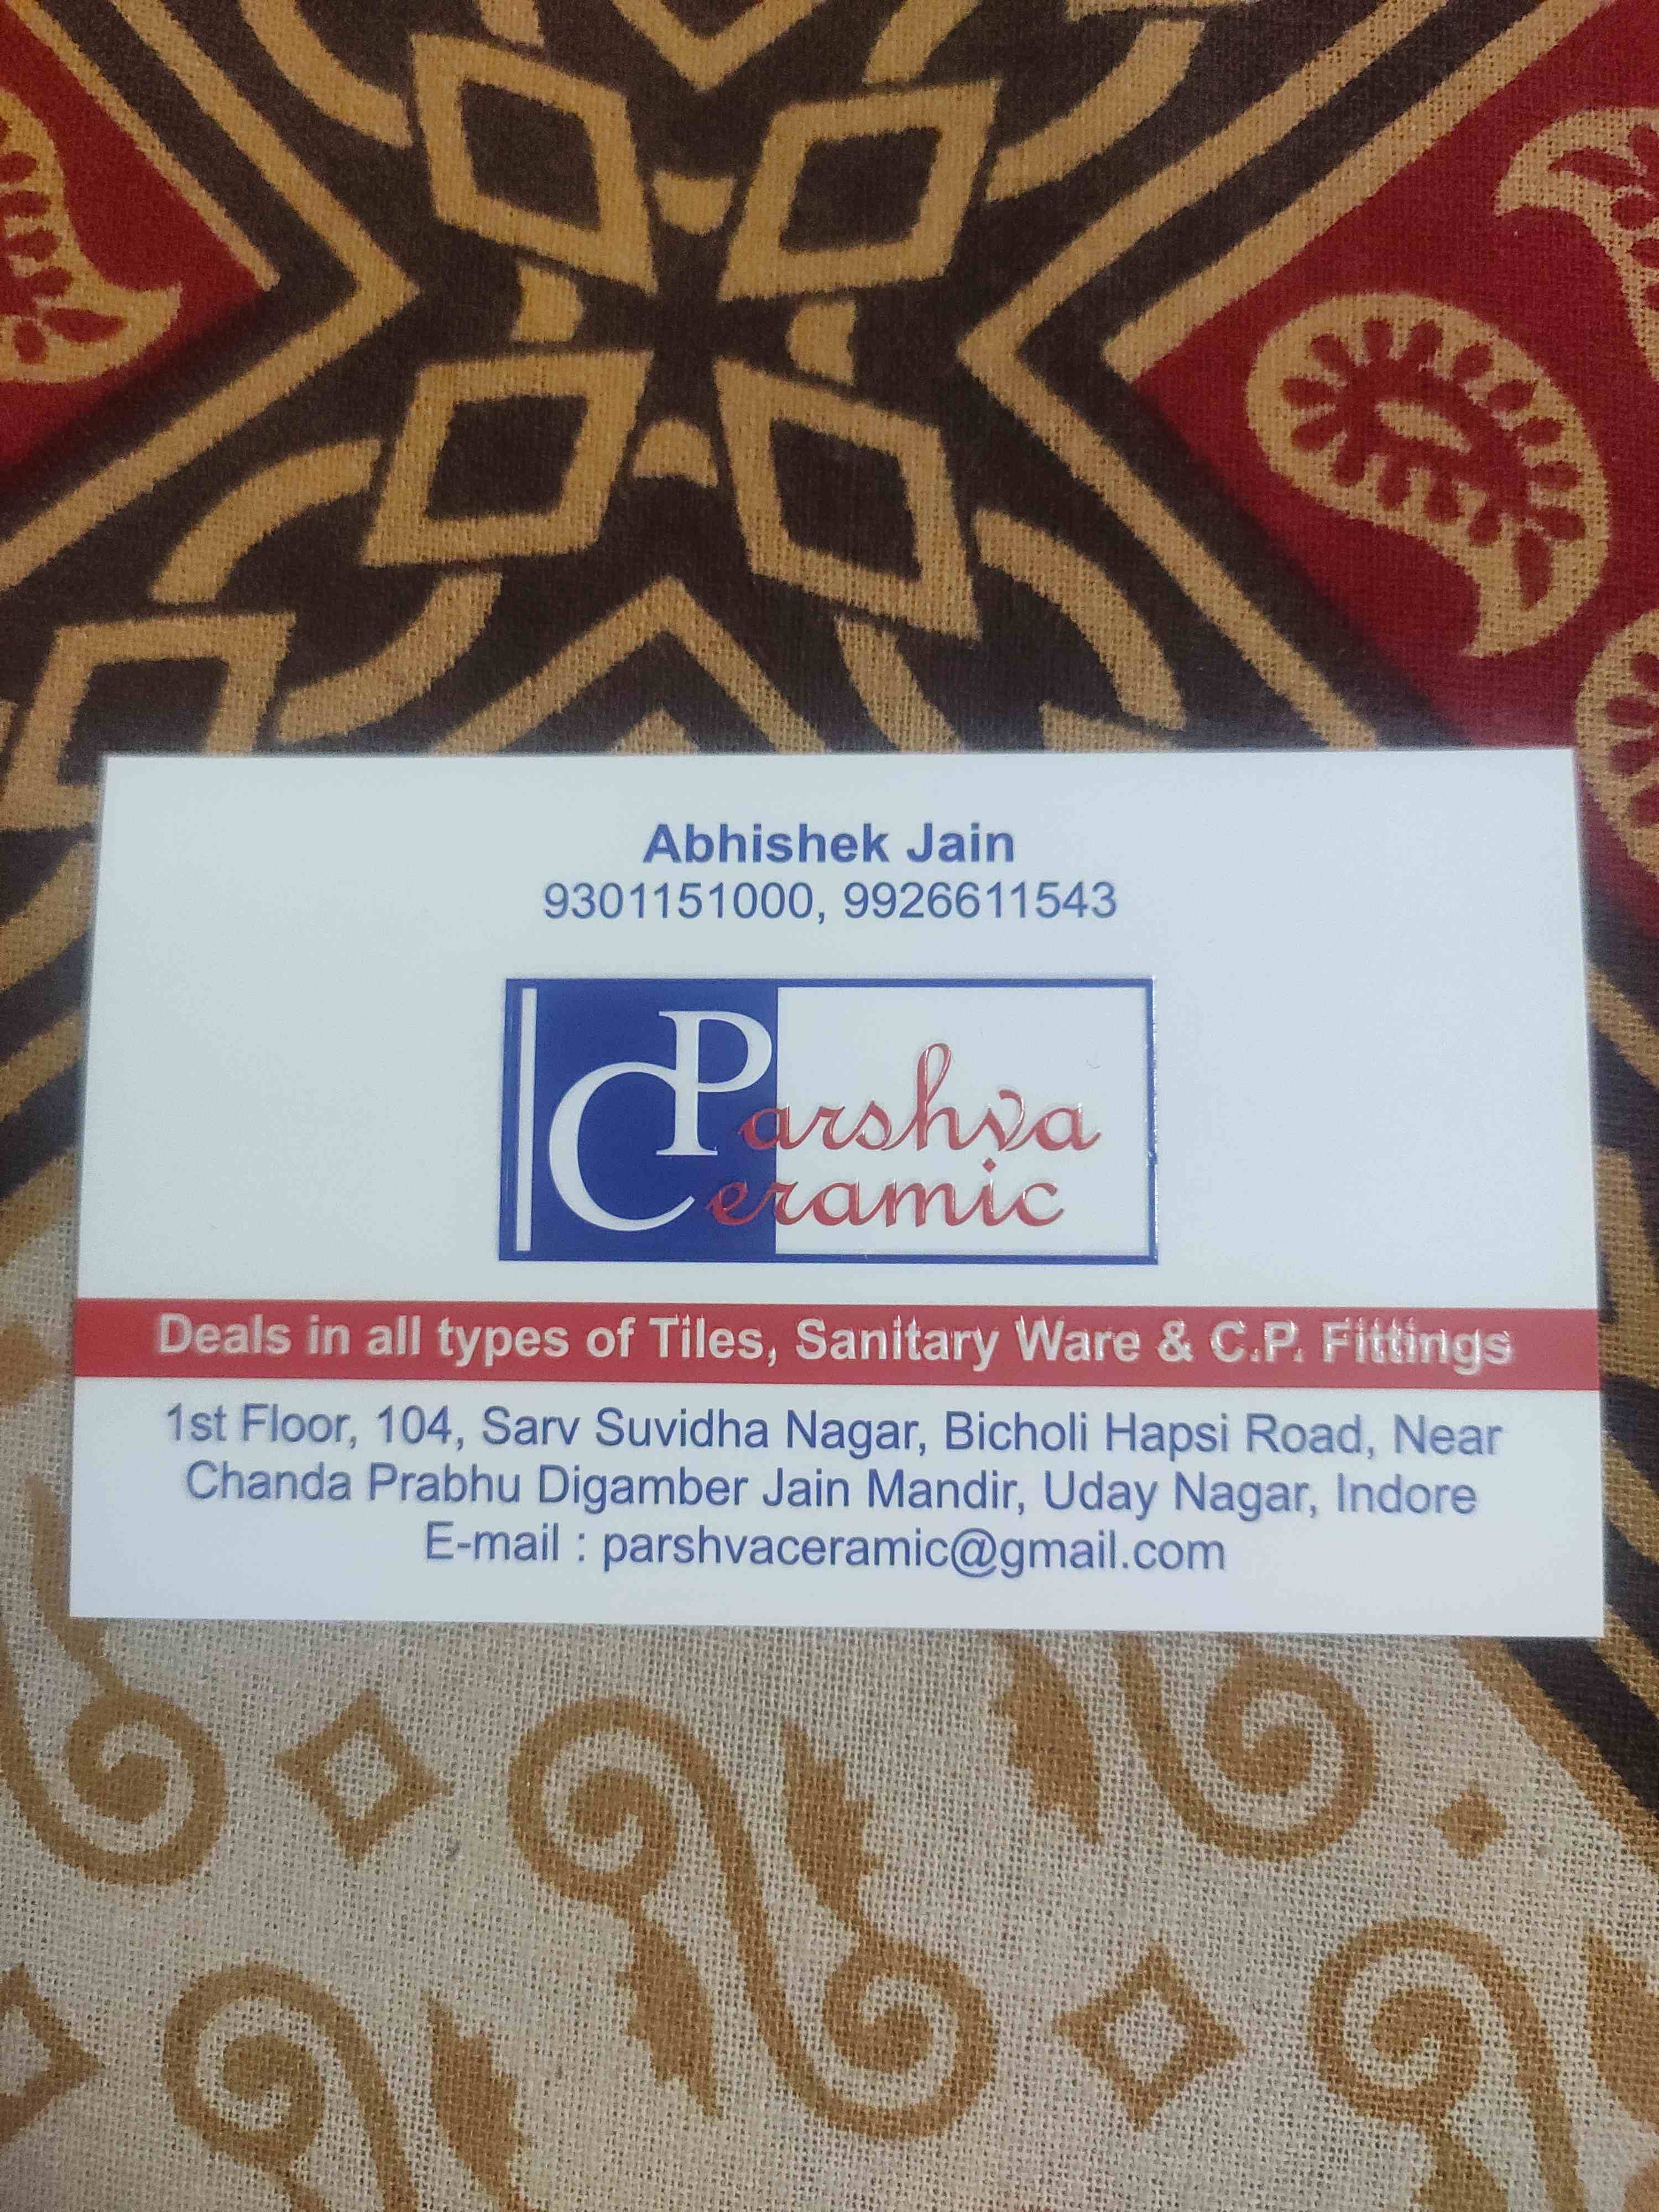 Abhishek Jain
9301151000, 9926611543
Parshva
Ceramic
Deals in all types of Tiles, Sanitary Ware & C.P. Fittings
1st Floor, 104, Sarv Suvidha Nagar, Bicholi Hapsi Road, Near
Chanda Prabhu Digamber Jain Mandir, Uday Nagar, Indore
E-mail : parshvaceramic@gmail.com